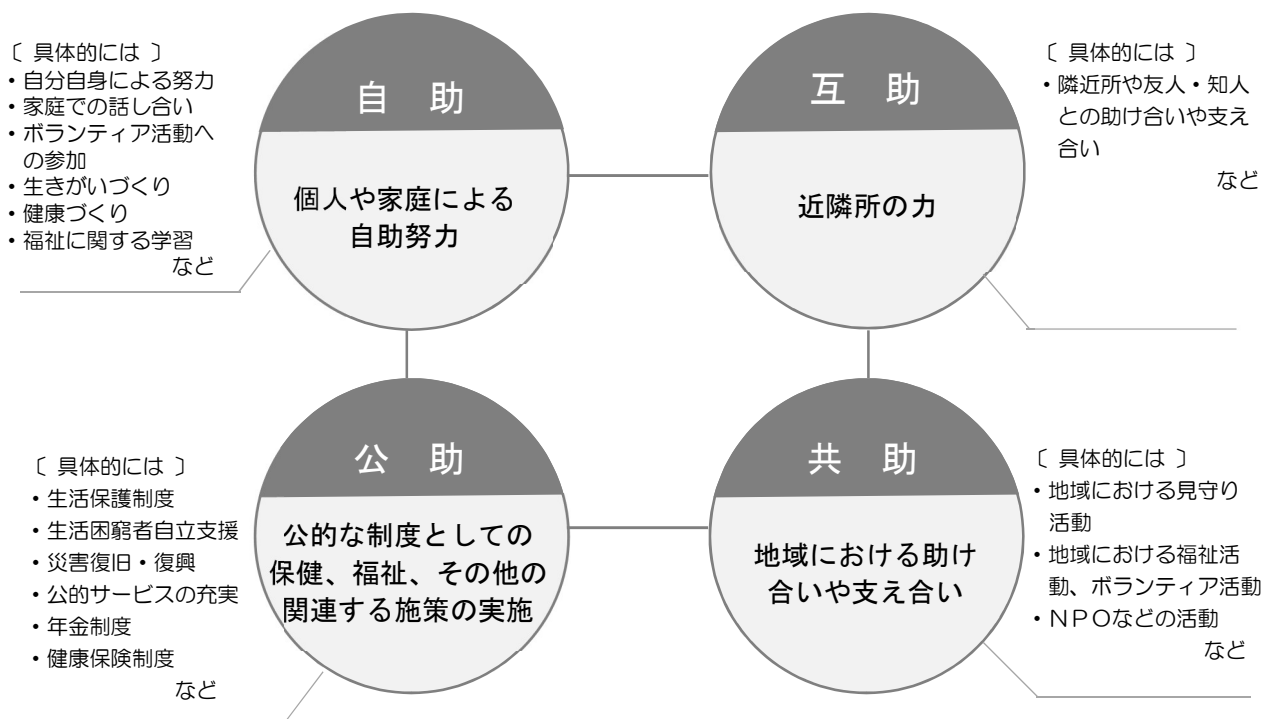 〔 具体的には 〕
・自分自身による努力
・家庭での話し合い
・ボランティア活動へ
の参加
・生きがいづくり
・健康づくり
・福祉に関する学習
など
自　助
個人や家庭による
自助努力
互　助
近隣所の力
〔 具体的には 〕
・隣近所や友人・知人
との助け合いや支え
合い
など
〔 具体的には 〕
・生活保護制度
・生活困窮者自立支援
・災害復旧・復興
・公的サービスの充実
・年金制度
・健康保険制度
など
公　助
公的な制度としての
保健、福祉、その他の
関連する施策の実施
共　助
地域における助け
合いや支え合い
〔 具体的には 〕
・地域における見守り
活動
・地域における福祉活
動、ボランティア活動
・ＮＰＯなどの活動
など